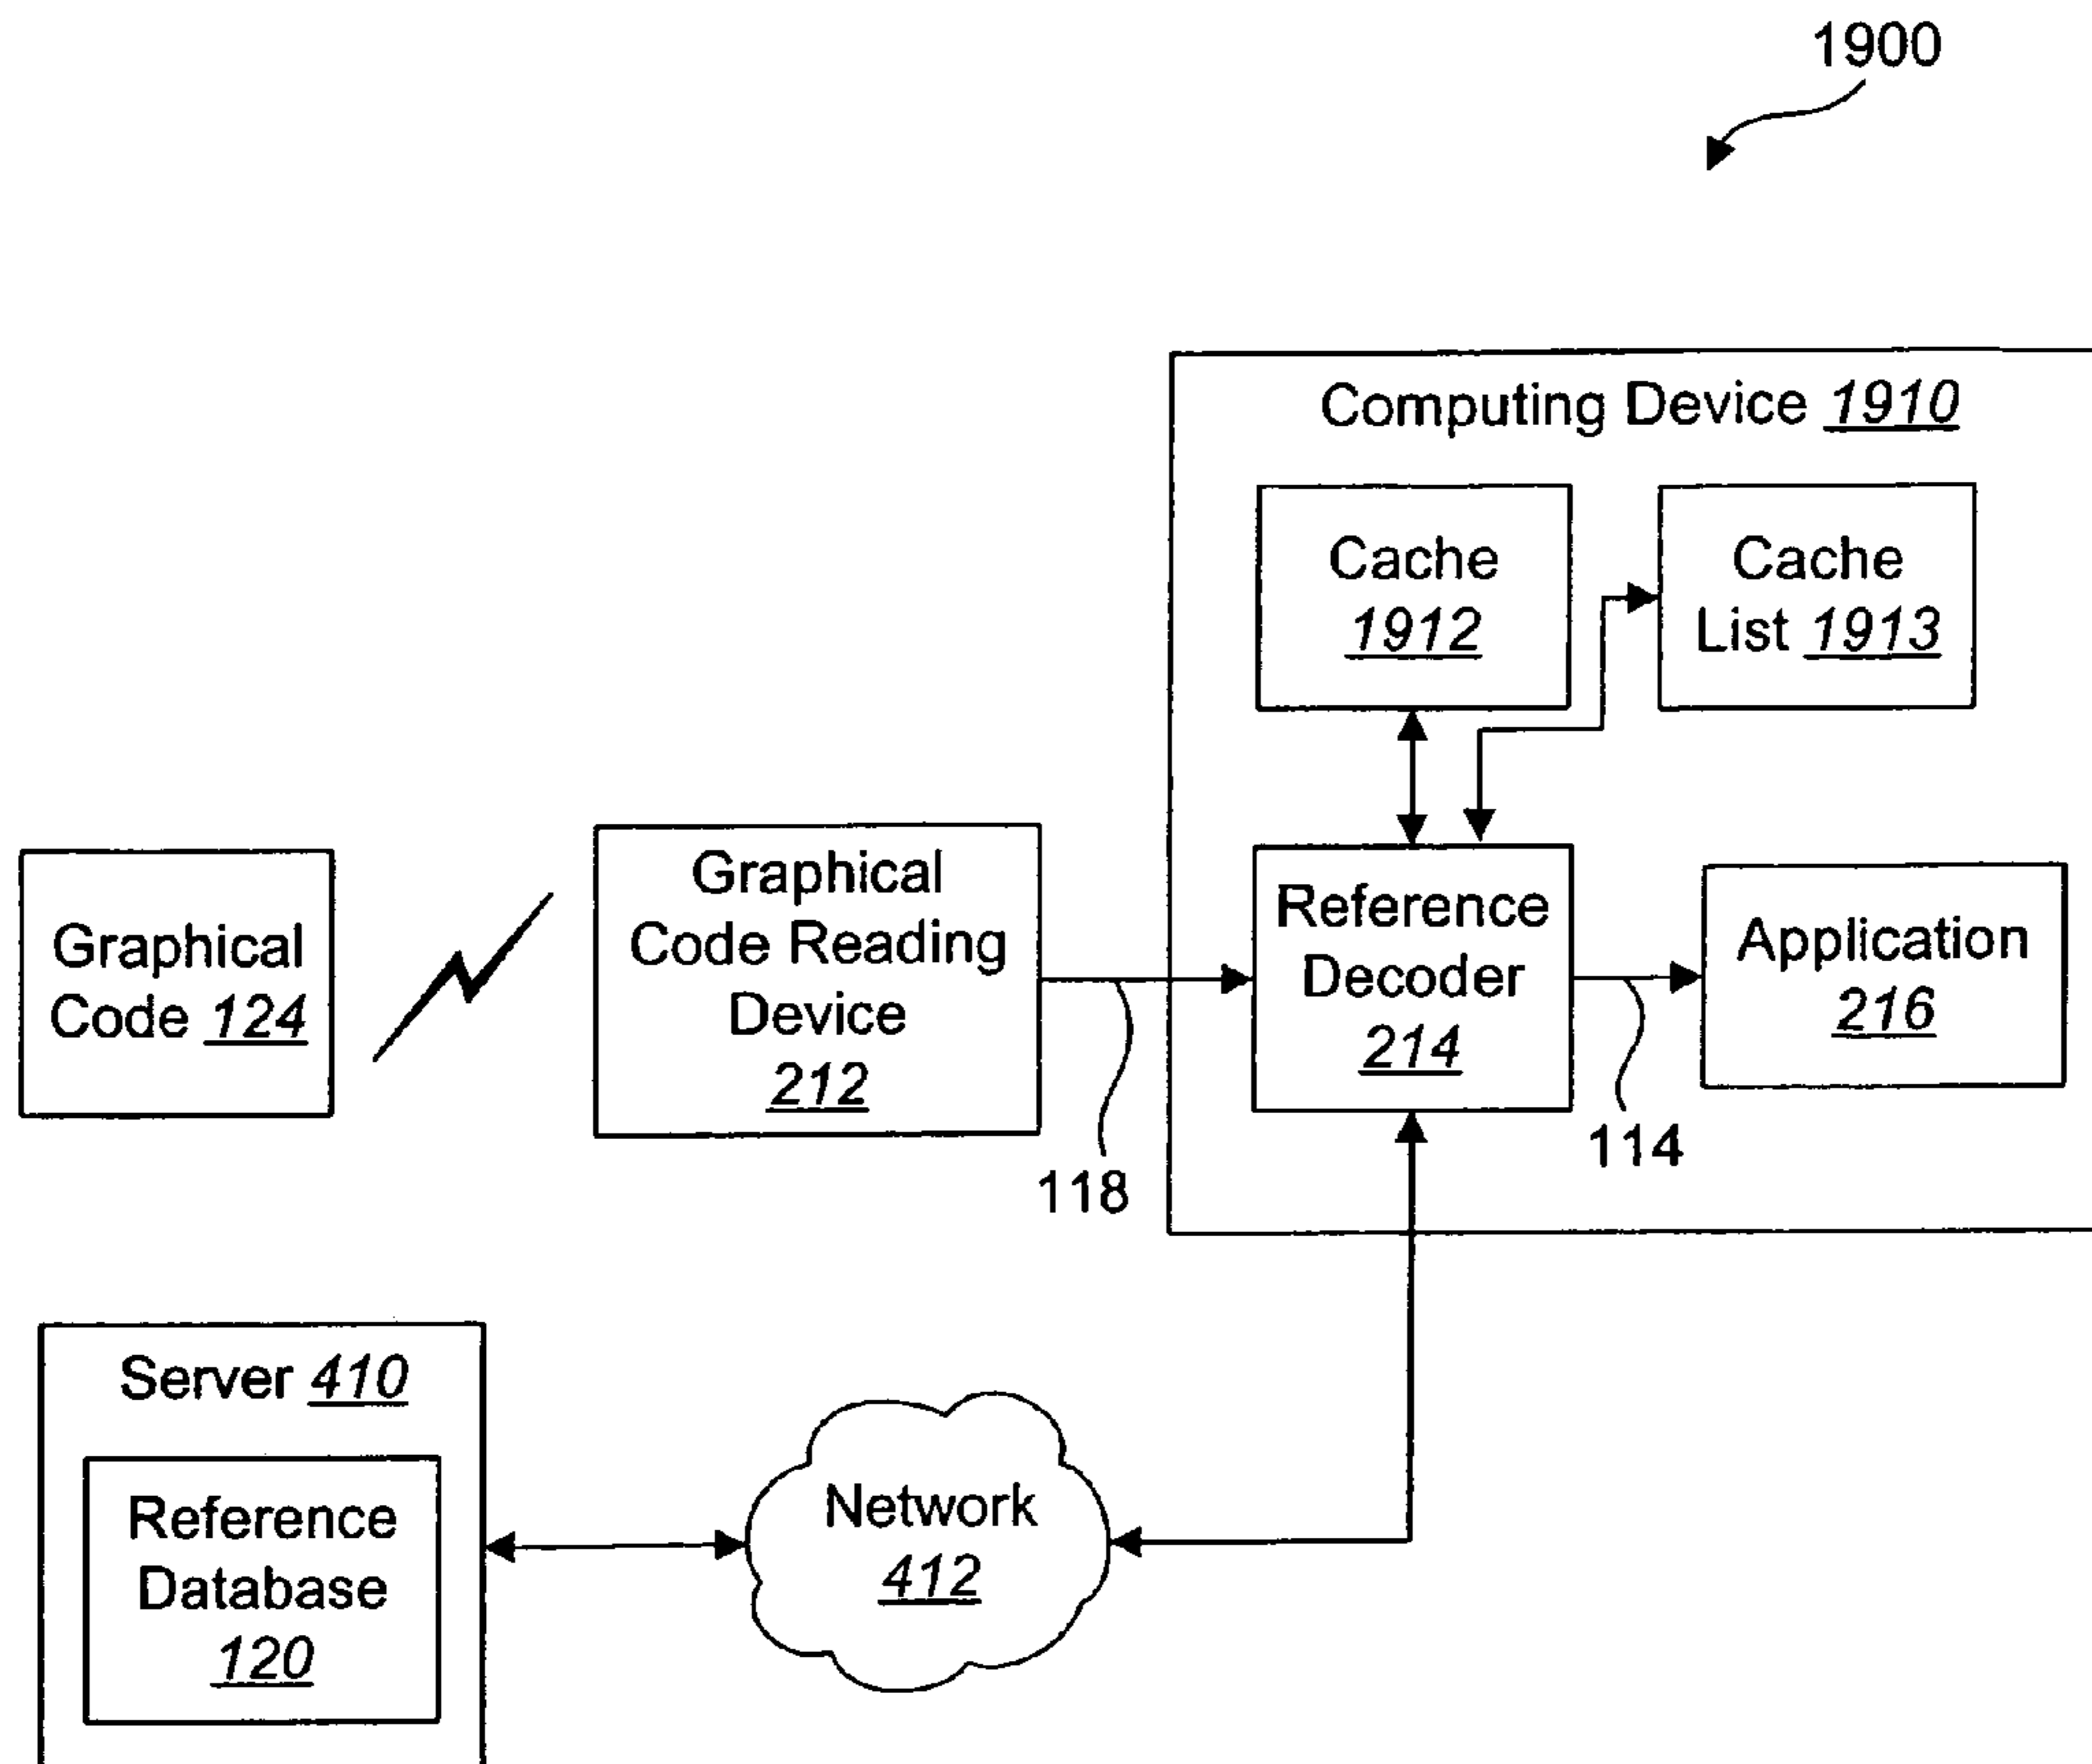 1900
Computing Device 1910
Cache
1912
Cache
List 1913
Graphical
Code 124
Graphical
Code Reading
Device
212
Reference
Decoder
214
Application
216
118
114
Server 410
Reference
Database
120
Network
412